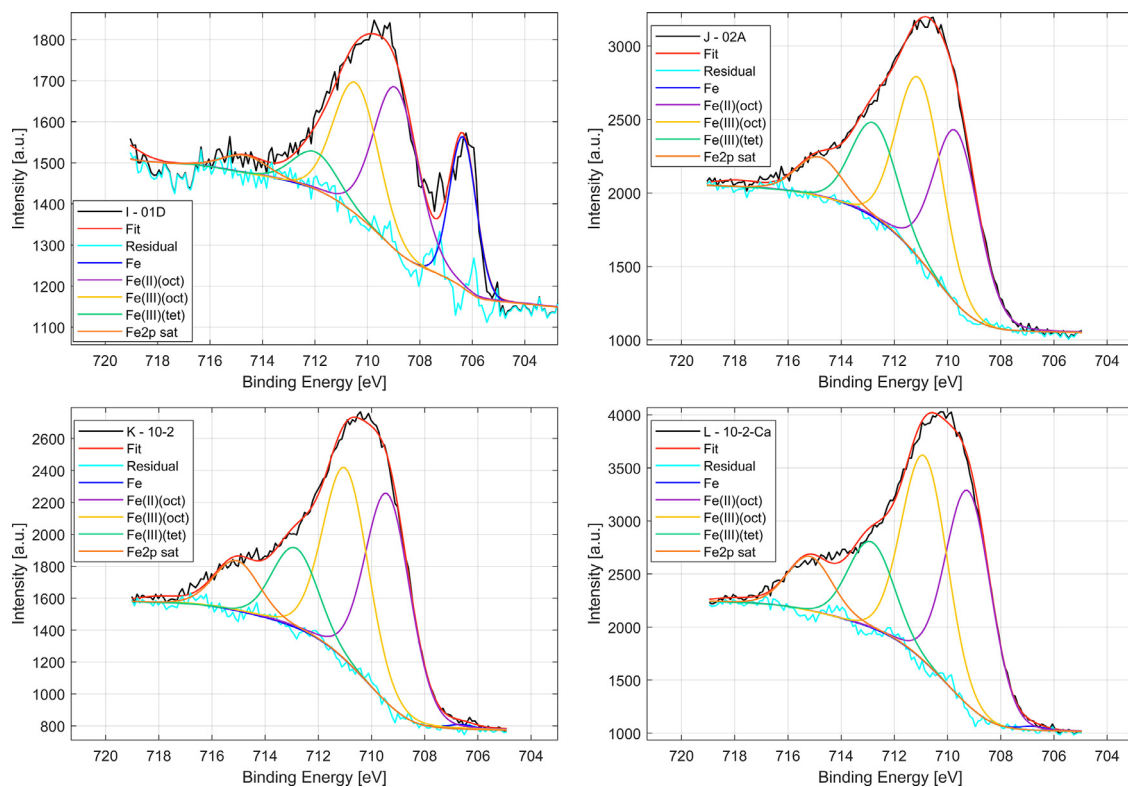 1800
1700
1600
1500
1400
1300
1200
1100
Intensity [a.u.]
I - 01D
Fit
Residual
Fe
Fe(II)(oct)
Fe(III)(oct)
Fe(III)(tet)
Fe2p sat
720 718 716 714 712 710 708 706 704
Binding Energy [eV]
3000
2500
2000
1500
1000
Intensity [a.u.]
J - 02A
Fit
Residual
Fe
Fe(II)(oct)
Fe(III)(oct)
Fe(III)(tet)
Fe2p sat
720 718 716 714 712 710 708 706 704
Binding Energy [eV]
2600
2400
2200
2000
1800
1600
1400
1200
1000
800
Intensity [a.u.]
K - 10-2
Fit
Residual
Fe
Fe(II)(oct)
Fe(III)(oct)
Fe(III)(tet)
Fe2p sat
720 718 716 714 712 710 708 706 704
Binding Energy [eV]
4000
3500
3000
2500
2000
1500
1000
Intensity [a.u.]
L - 10-2-Ca
Fit
Residual
Fe
Fe(II)(oct)
Fe(III)(oct)
Fe(III)(tet)
Fe2p sat
720 718 716 714 712 710 708 706 704
Binding Energy [eV]